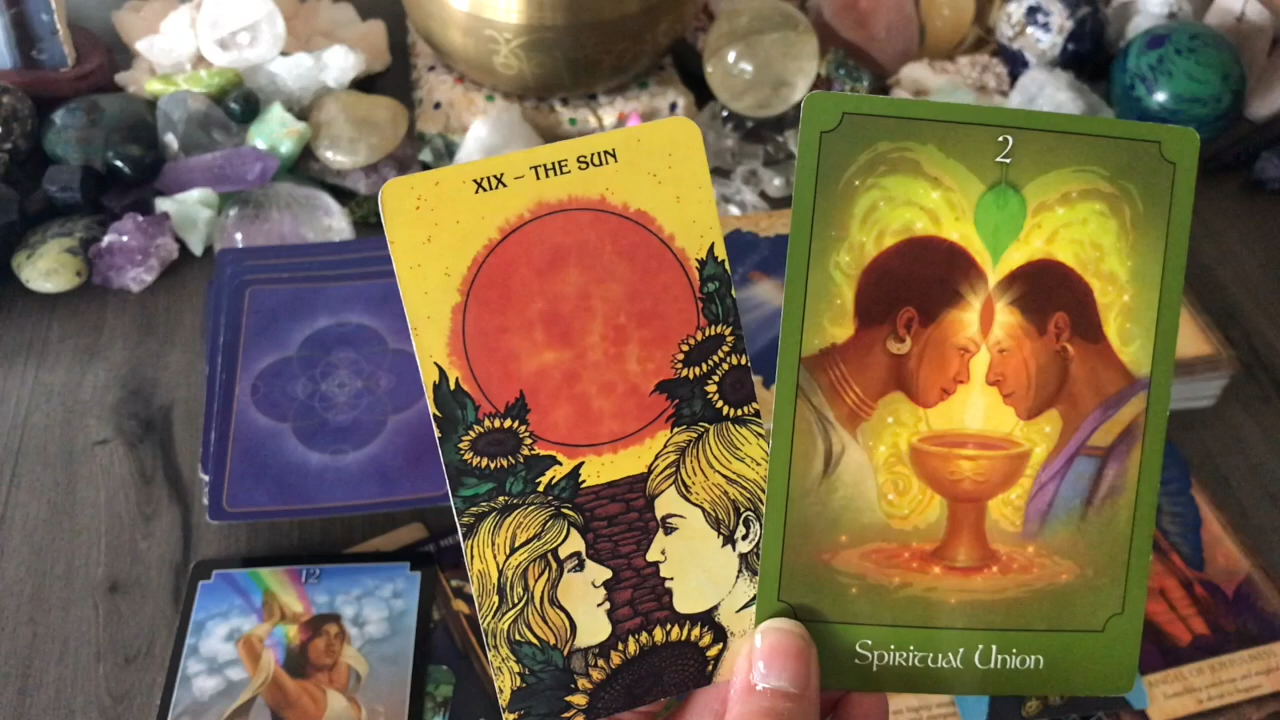 XIX – THE SUN
2
Spiritual Union
12